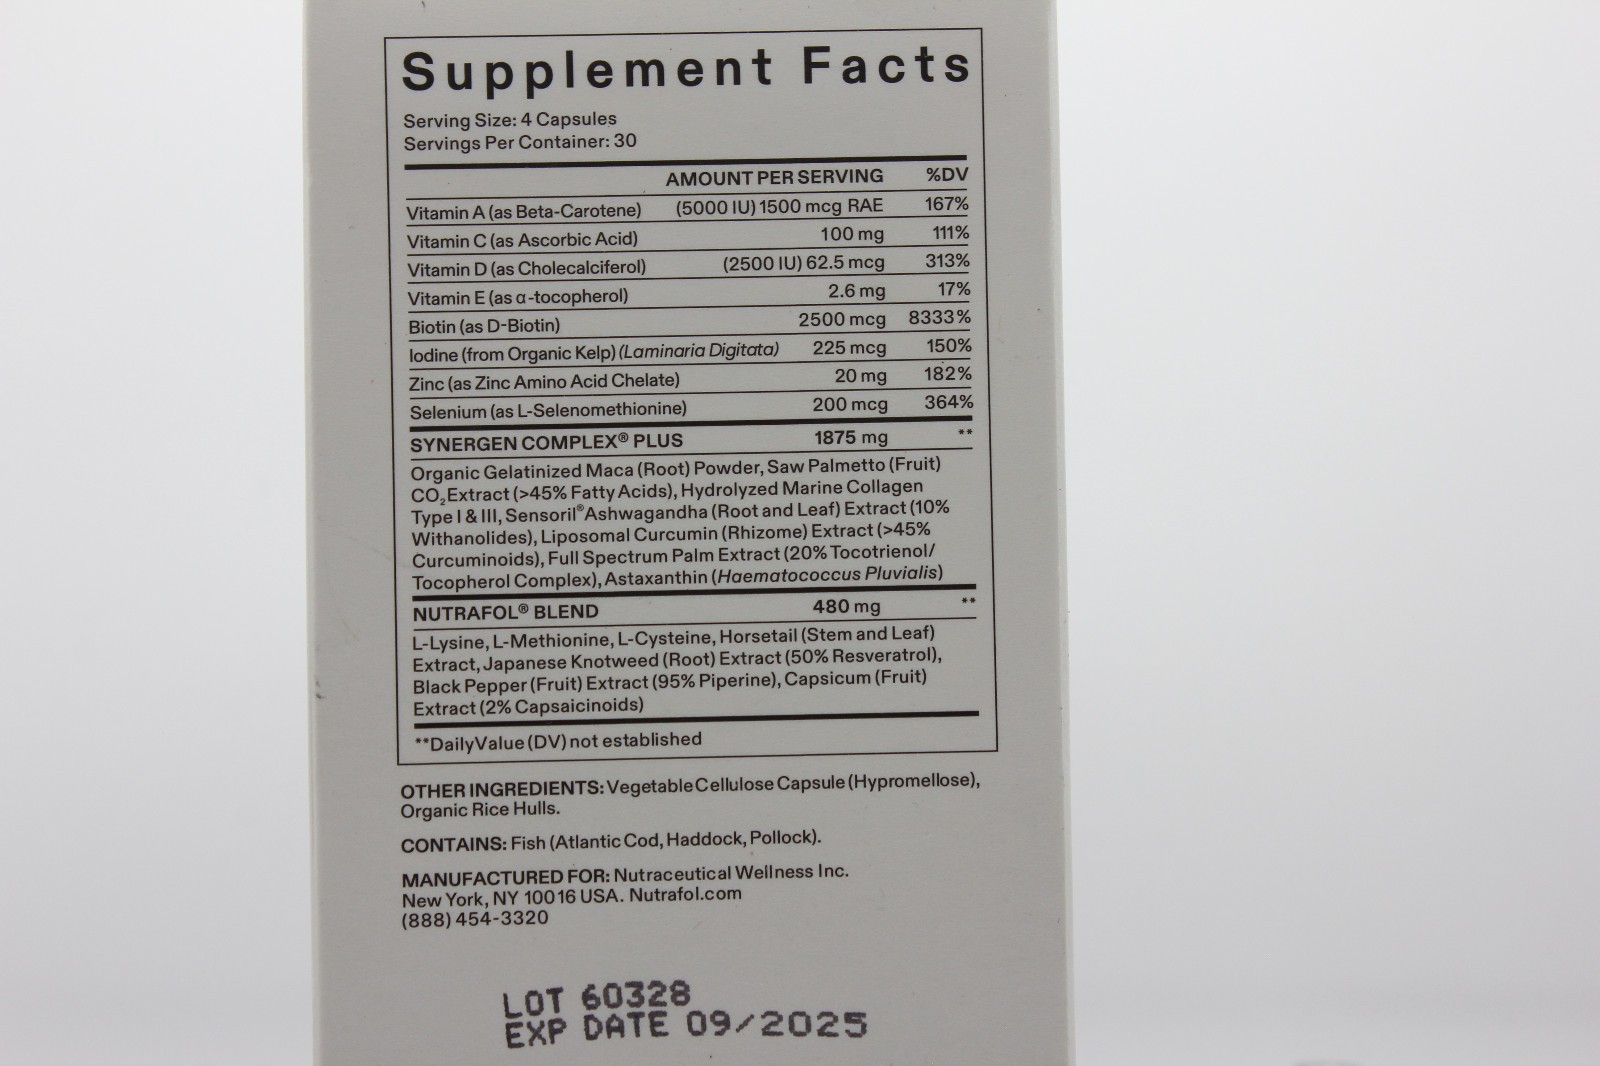 Supplement Facts
Serving Size: 4 Capsules
Servings Per Container: 30
AMOUNT PER SERVING %DV
Vitamin A (as Beta-Carotene) (5000 IU) 1500 mcg RAE 167%
Vitamin C (as Ascorbic Acid) 100 mg 111%
Vitamin D (as Cholecalciferol) (2500 IU) 62.5 mcg 313%
Vitamin E (as α-tocopherol) 2.6 mg 17%
Biotin (as D-Biotin) 2500 mcg 8333%
Iodine (from Organic Kelp) (Laminaria Digitata) 225 mcg 150%
Zinc (as Zinc Amino Acid Chelate) 20 mg 182%
Selenium (as L-Selenomethionine) 200 mcg 364%
SYNERGEN COMPLEX® PLUS 1875 mg **
Organic Gelatinized Maca (Root) Powder, Saw Palmetto (Fruit)
CO₂ Extract (>45% Fatty Acids), Hydrolyzed Marine Collagen
Type I & III, Sensoril® Ashwagandha (Root and Leaf) Extract (10%
Withanolides), Liposomal Curcumin (Rhizome) Extract (>45%
Curcuminoids), Full Spectrum Palm Extract (20% Tocotrienol/
Tocopherol Complex), Astaxanthin (Haematococcus Pluvialis)
NUTRAFOL® BLEND 480 mg **
L-Lysine, L-Methionine, L-Cysteine, Horsetail (Stem and Leaf)
Extract, Japanese Knotweed (Root) Extract (50% Resveratrol),
Black Pepper (Fruit) Extract (95% Piperine), Capsicum (Fruit)
Extract (2% Capsaicinoids)
**Daily Value (DV) not established
OTHER INGREDIENTS: Vegetable Cellulose Capsule (Hypromellose),
Organic Rice Hulls.
CONTAINS: Fish (Atlantic Cod, Haddock, Pollock).
MANUFACTURED FOR: Nutraceutical Wellness Inc.
New York, NY 10016 USA. Nutrafol.com
(888) 454-3320
LOT 60328
EXP DATE 09/2025